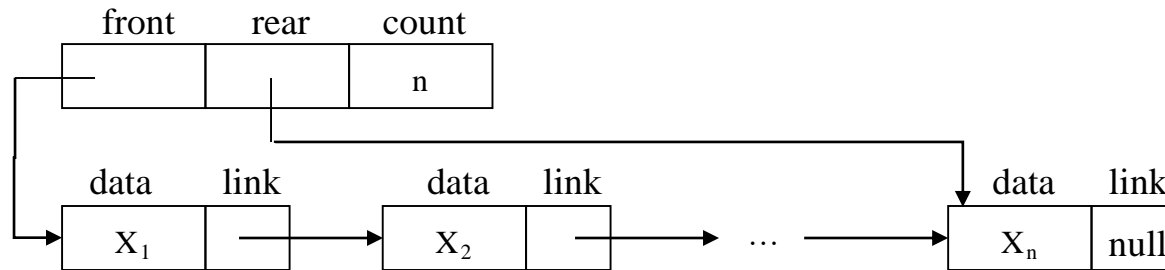 front rear count
n
data link data link data link
X₁ X₂ … Xₙ null